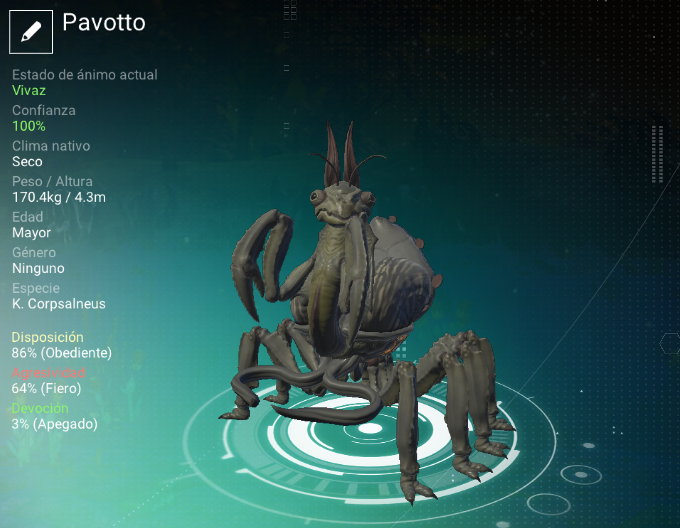 Pavotto
Estado de ánimo actual
Vivaz
Confianza
100%
Clima nativo
Seco
Peso / Altura
170.4kg / 4.3m
Edad
Mayor
Género
Ninguno
Especie
K. Corpsalneus
Disposición
86% (Obediente)
Agresividad
64% (Fiero)
Devoción
3% (Apegado)